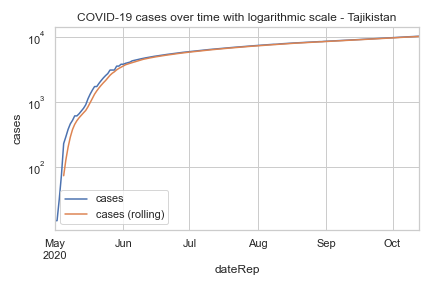 COVID-19 cases over time with logarithmic scale - Tajikistan
10⁴
10³
10²
cases
cases
cases (rolling)
May Jun Jul Aug Sep Oct
2020
dateRep